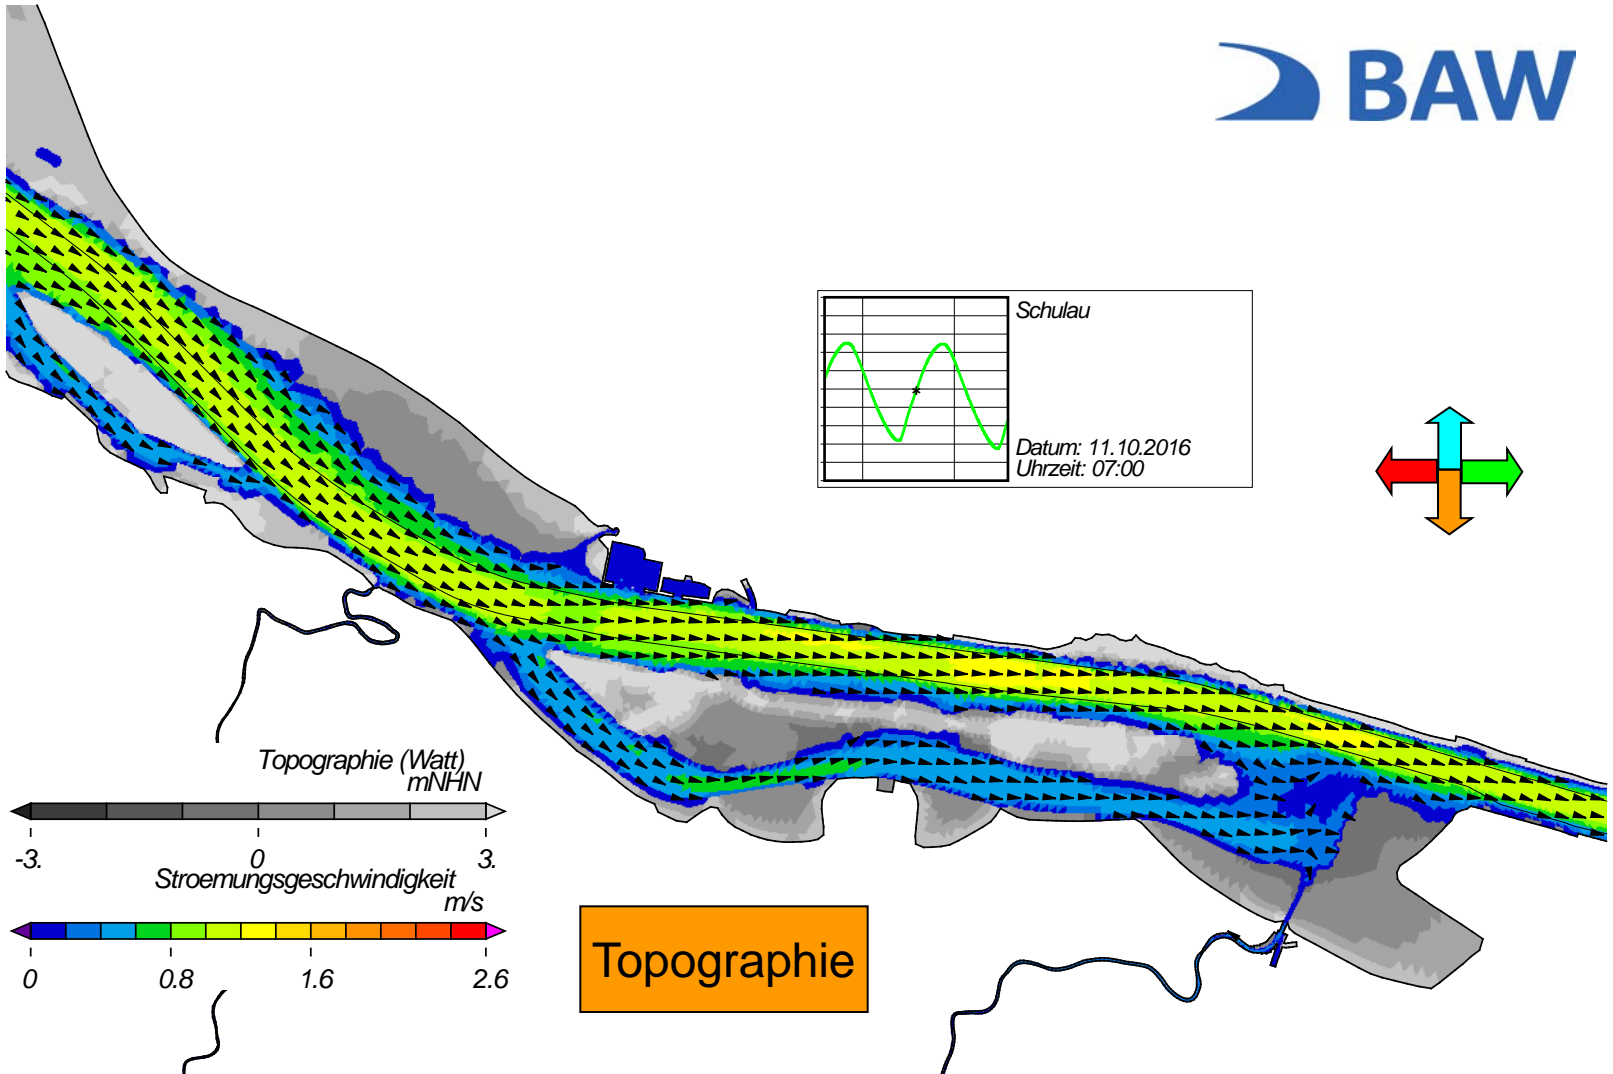 BAW
Schulau
Datum: 11.10.2016
Uhrzeit: 07:00
Topographie (Watt)
mNHN
-3. 0 3.
Stroemungsgeschwindigkeit
m/s
0 0.8 1.6 2.6
Topographie